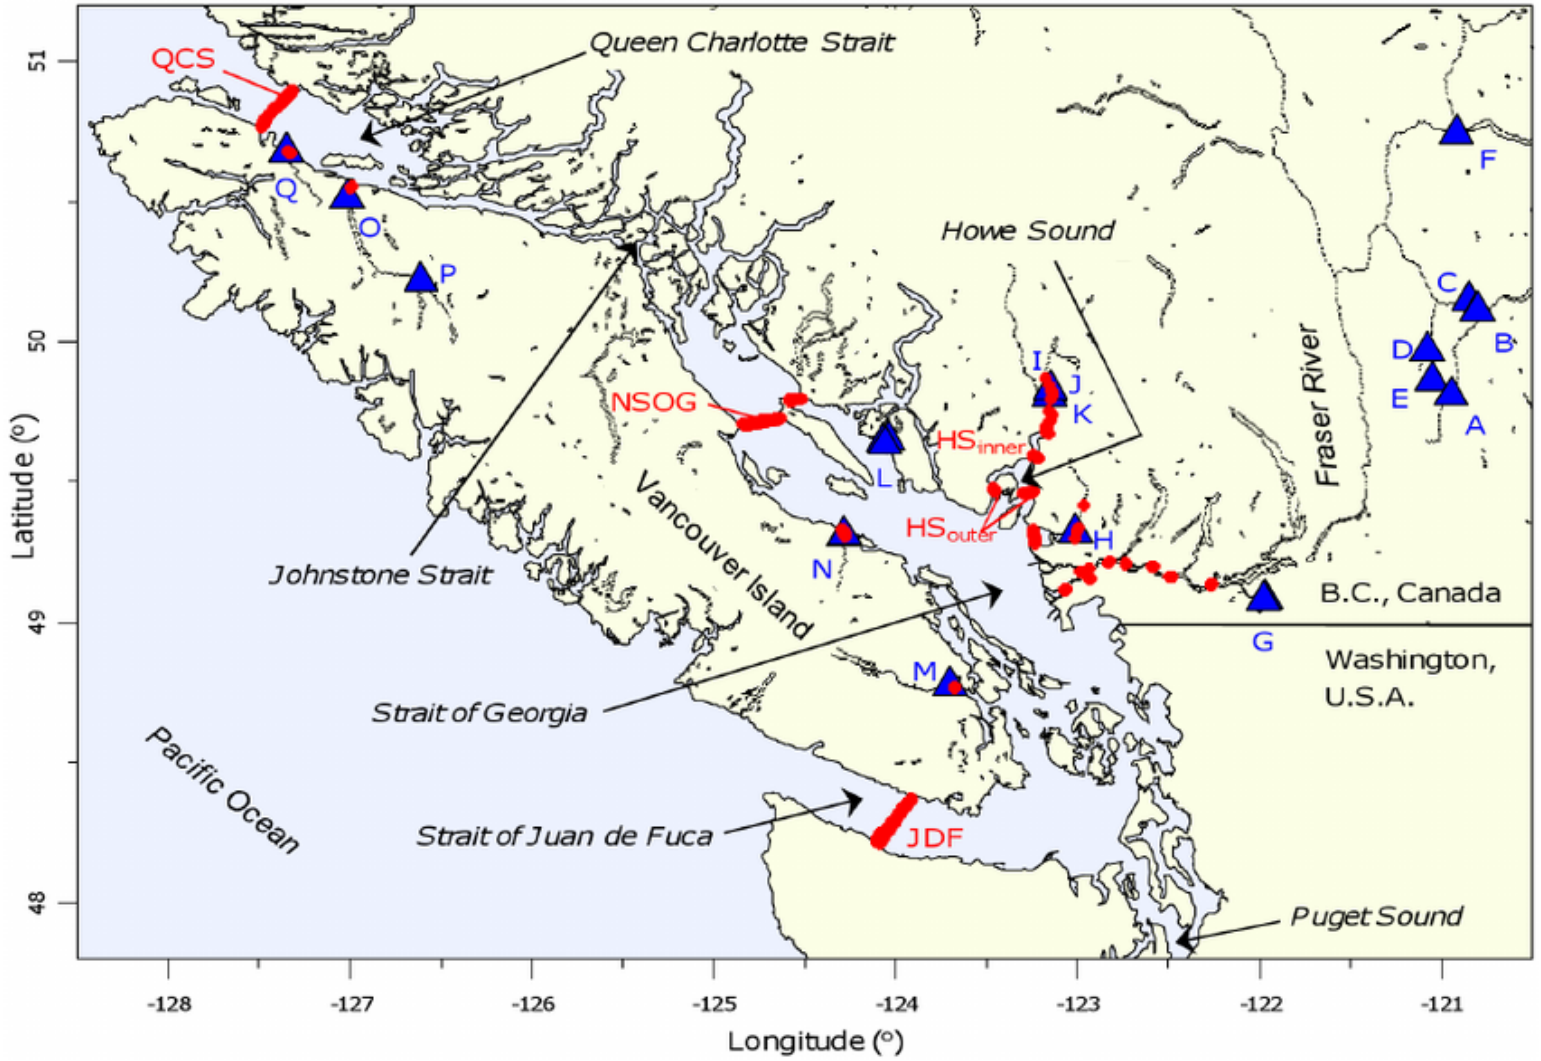 Queen Charlotte Strait
QCS
51
F
Q
O
Howe Sound
P
C
50
B
D
I
J
E
K
NSOG
A
Fraser River
HSinner
L
Latitude (º)
Vancouver Island
HSouter
H
N
Johnstone Strait
B.C., Canada
49
G
Washington,
U.S.A.
M
Strait of Georgia
Pacific Ocean
Strait of Juan de Fuca
JDF
48
Puget Sound
-128
-127
-126
-125
-124
-123
-122
-121
Longitude (º)